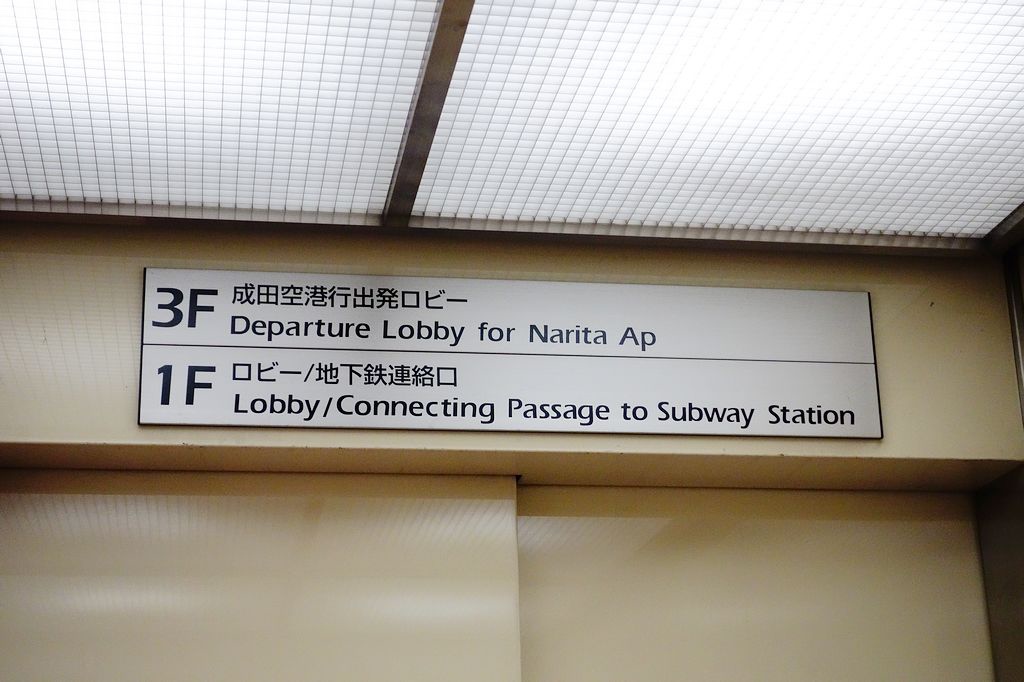 3F 成田空港行出発ロビー
Departure Lobby for Narita Ap
1F ロビー/地下鉄連絡口
Lobby/Connecting Passage to Subway Station